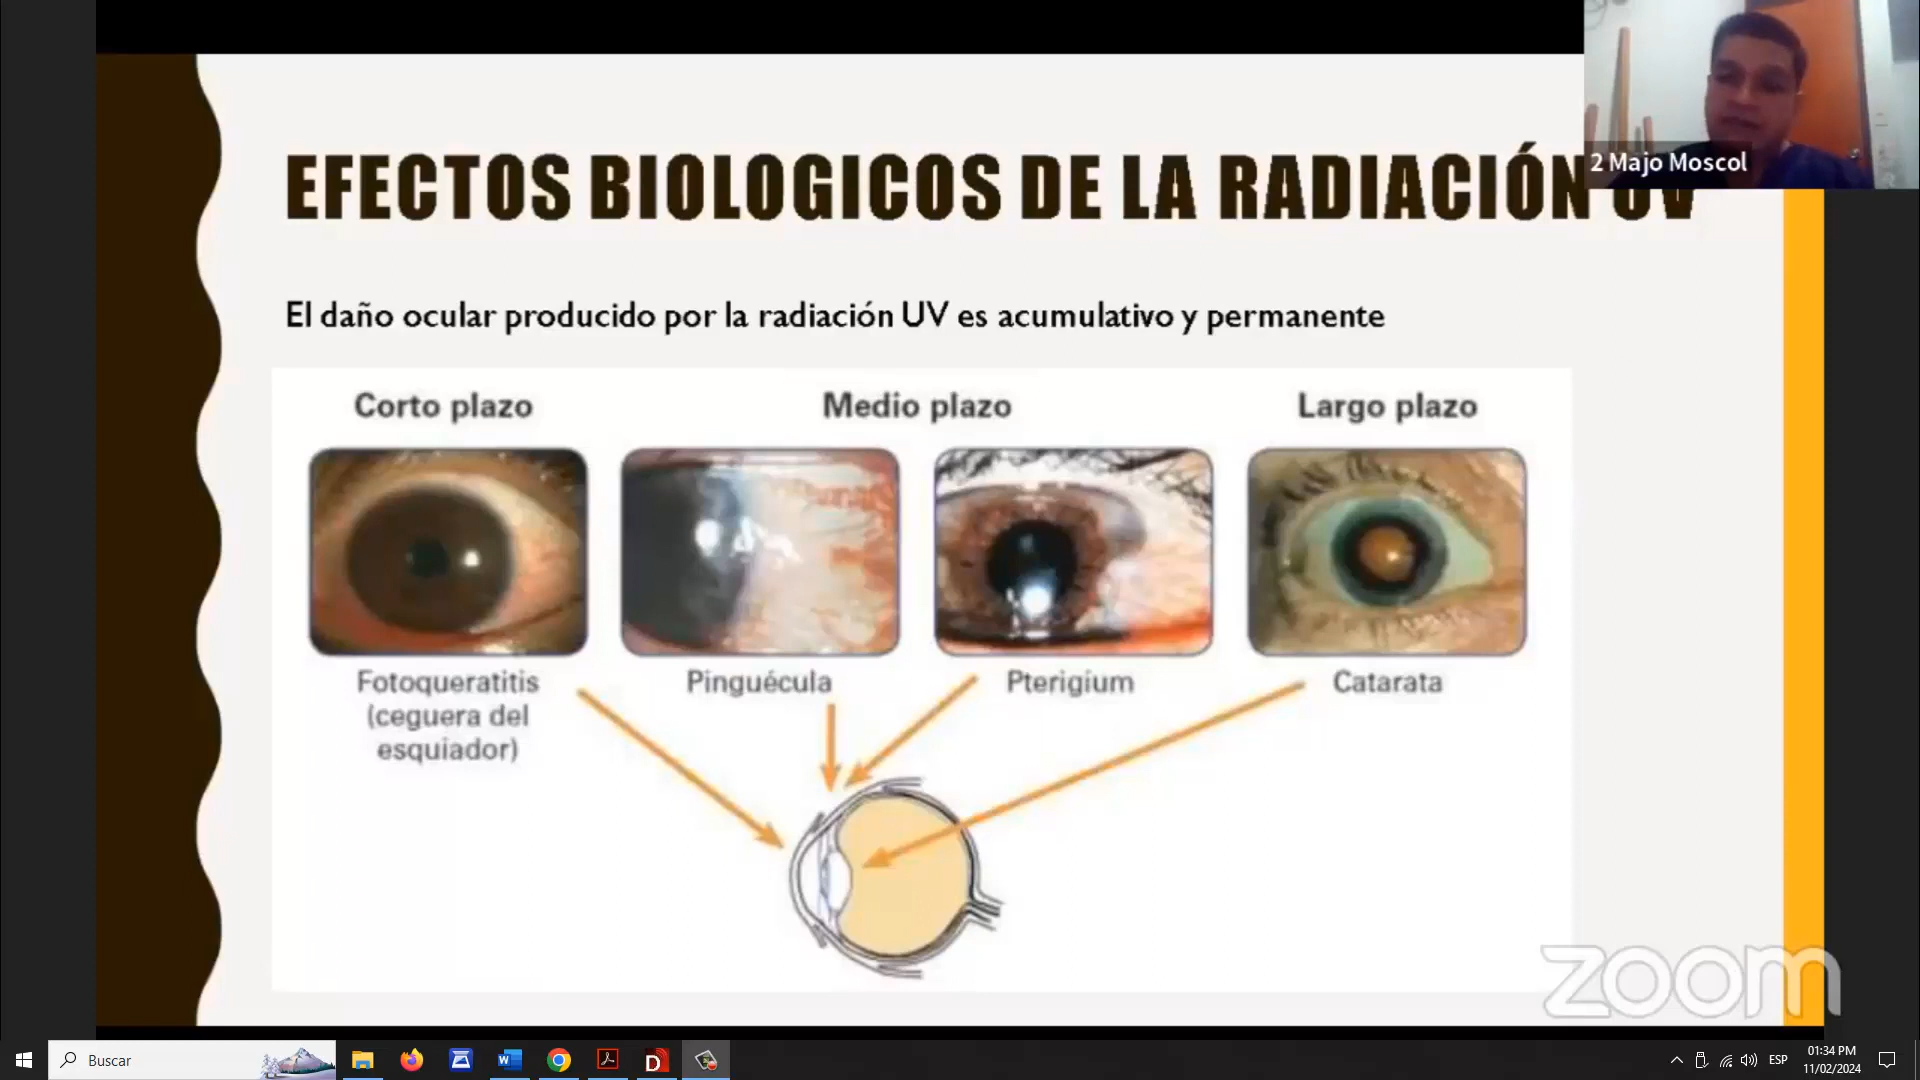 2 Majo Moscol
EFECTOS BIOLOGICOS DE LA RADIACIÓN UV
El daño ocular producido por la radiación UV es acumulativo y permanente
Corto plazo
Medio plazo
Largo plazo
Fotoqueratitis
(ceguera del
esquiador)
Pinguécula
Pterigium
Catarata
zoom
Buscar
ESP
01:34 PM
11/02/2024